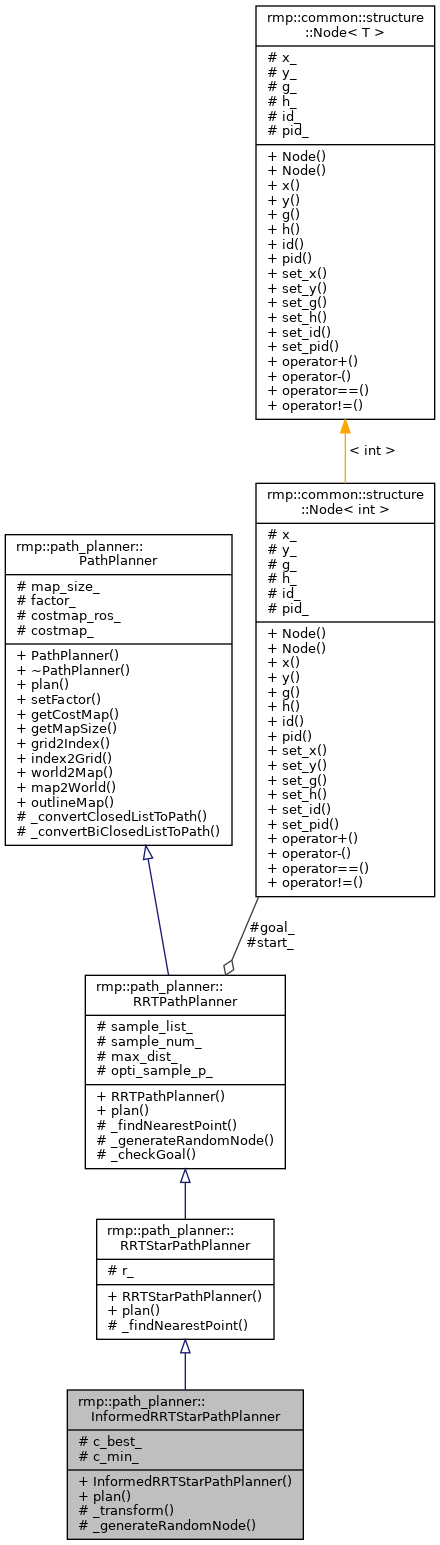 rmp::common::structure
::Node< T >
# x_
# y_
# g_
# h_
# id_
# pid_
+ Node()
+ Node()
+ x()
+ y()
+ g()
+ h()
+ id()
+ pid()
+ set_x()
+ set_y()
+ set_g()
+ set_h()
+ set_id()
+ set_pid()
+ operator+()
+ operator-()
+ operator==()
+ operator!=()
< int >
rmp::common::structure
::Node< int >
# x_
# y_
# g_
# h_
# id_
# pid_
+ Node()
+ Node()
+ x()
+ y()
+ g()
+ h()
+ id()
+ pid()
+ set_x()
+ set_y()
+ set_g()
+ set_h()
+ set_id()
+ set_pid()
+ operator+()
+ operator-()
+ operator==()
+ operator!=()
rmp::path_planner::
PathPlanner
# map_size_
# factor_
# costmap_ros_
# costmap_
+ PathPlanner()
+ ~PathPlanner()
+ plan()
+ setFactor()
+ getCostMap()
+ getMapSize()
+ grid2Index()
+ index2Grid()
+ world2Map()
+ map2World()
+ outlineMap()
# _convertClosedListToPath()
# _convertBiClosedListToPath()
#goal_
#start_
rmp::path_planner::
RRTPathPlanner
# sample_list_
# sample_num_
# max_dist_
# opti_sample_p_
+ RRTPathPlanner()
+ plan()
# _findNearestPoint()
# _generateRandomNode()
# _checkGoal()
rmp::path_planner::
RRTStarPathPlanner
# r_
+ RRTStarPathPlanner()
+ plan()
# _findNearestPoint()
rmp::path_planner::
InformedRRTStarPathPlanner
# c_best_
# c_min_
+ InformedRRTStarPathPlanner()
+ plan()
# _transform()
# _generateRandomNode()